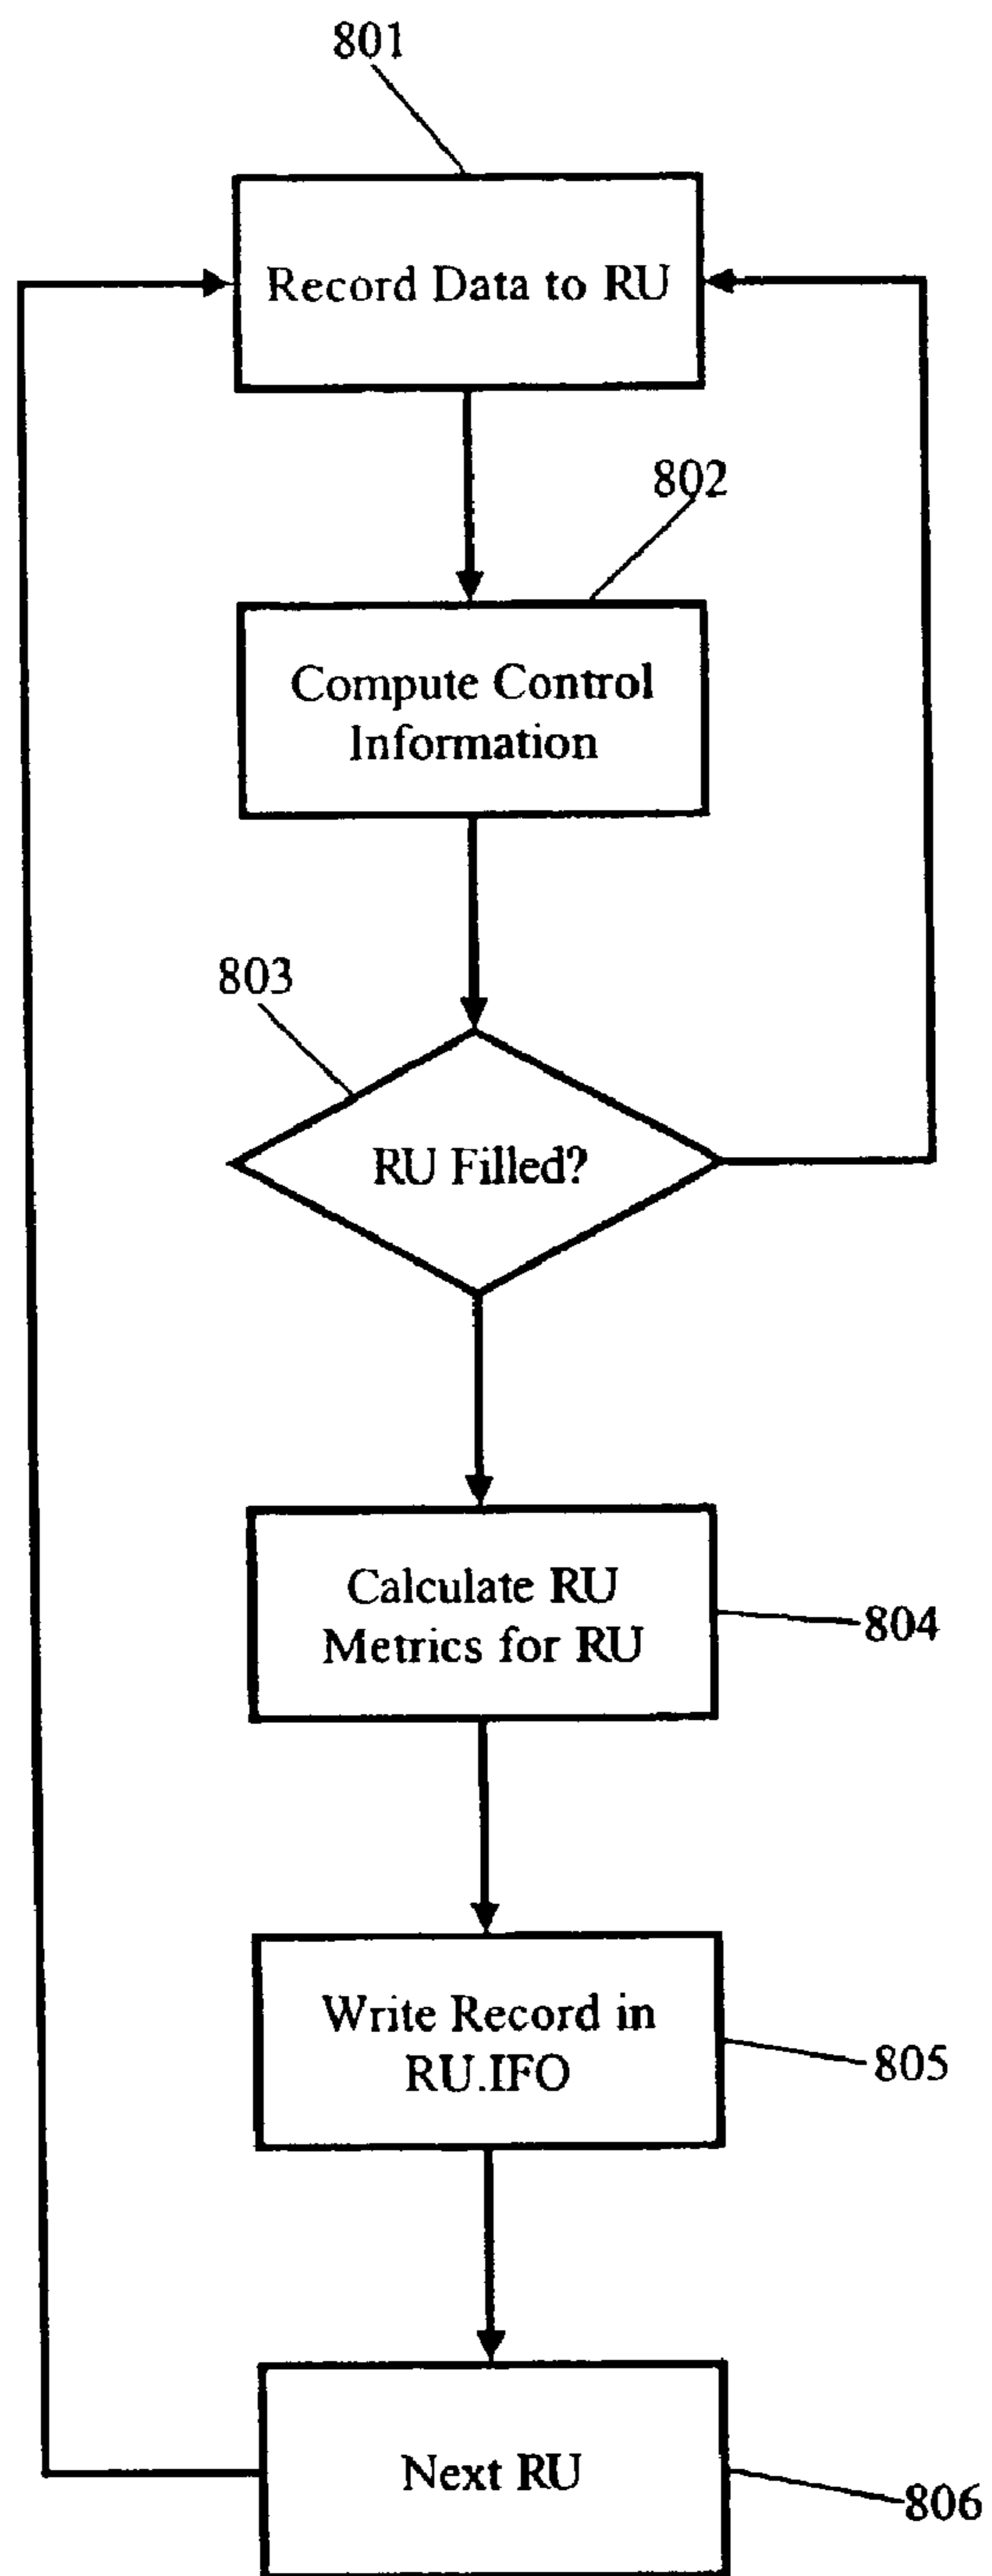 801
Record Data to RU
802
Compute Control
Information
803
RU Filled?
Calculate RU
Metrics for RU
804
Write Record in
RU.IFO
805
Next RU
806